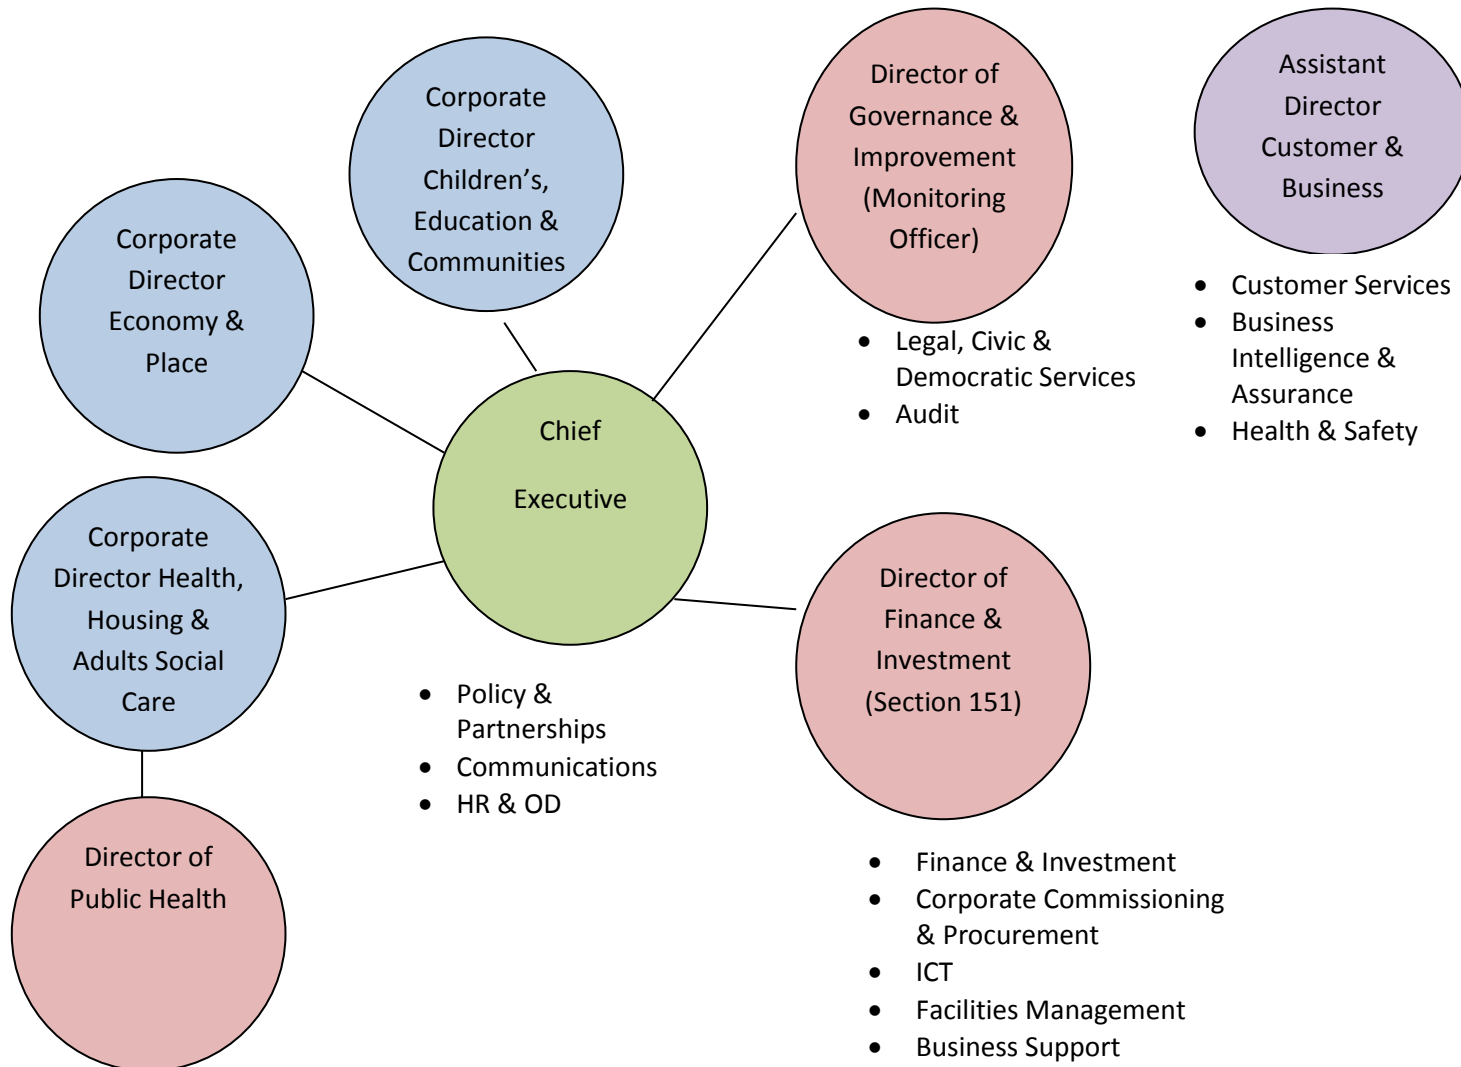 Corporate
Director
Children’s,
Education &
Communities
Director of
Governance &
Improvement
(Monitoring
Officer)
• Legal, Civic &
Democratic Services
• Audit
Assistant
Director
Customer &
Business
• Customer Services
• Business
Intelligence &
Assurance
• Health & Safety
Corporate
Director
Economy &
Place
Chief
Executive
• Policy &
Partnerships
• Communications
• HR & OD
Corporate
Director Health,
Housing &
Adults Social
Care
Director of
Finance &
Investment
(Section 151)
• Finance & Investment
• Corporate Commissioning
& Procurement
• ICT
• Facilities Management
• Business Support
Director of
Public Health